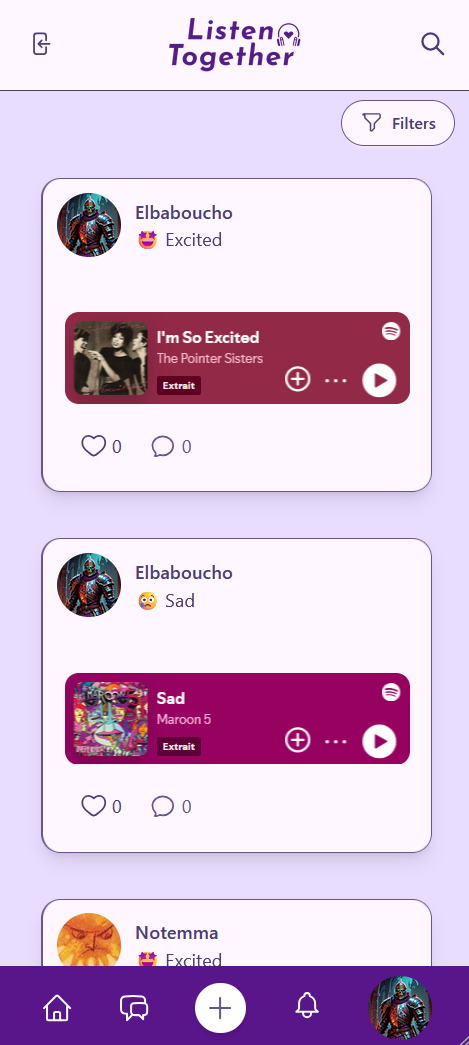 Listen
Together
Filters
Elbaboucho
Excited
I'm So Excited
The Pointer Sisters
Extrait
0 0
Elbaboucho
Sad
Sad
Maroon 5
Extrait
0 0
Notemma
Excited